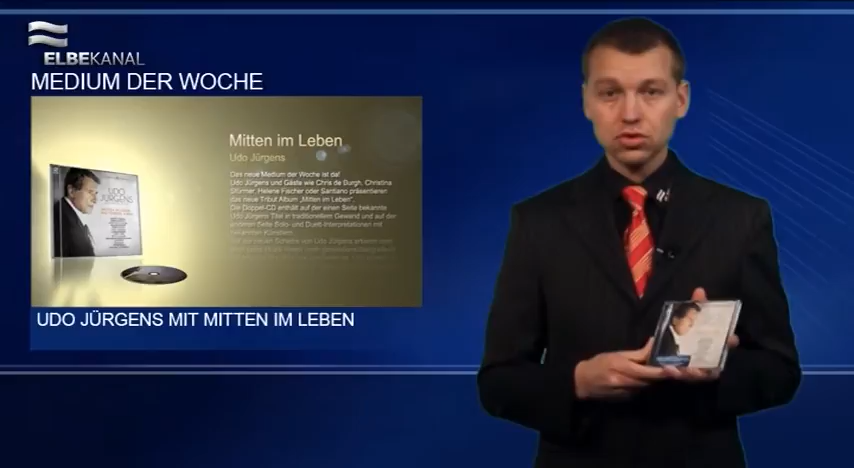 ELBEKANAL
MEDIUM DER WOCHE
Mitten im Leben
Udo Jürgens
Das neue Medium der Woche ist da!
Udo Jürgens und Gäste wie Chris de Burgh, Christina
Stürmer, Helene Fischer oder Santiano präsentieren
das neue Tribut Album „Mitten im Leben“.
Die Doppel-CD enthält auf der einen Seite bekannte
Udo Jürgens Titel in traditionellem Gewand und auf der
anderen Seite Solo- und Duett-Interpretationen mit
bekannten Künstlern.
UDO
JÜRGENS
UDO JÜRGENS MIT MITTEN IM LEBEN